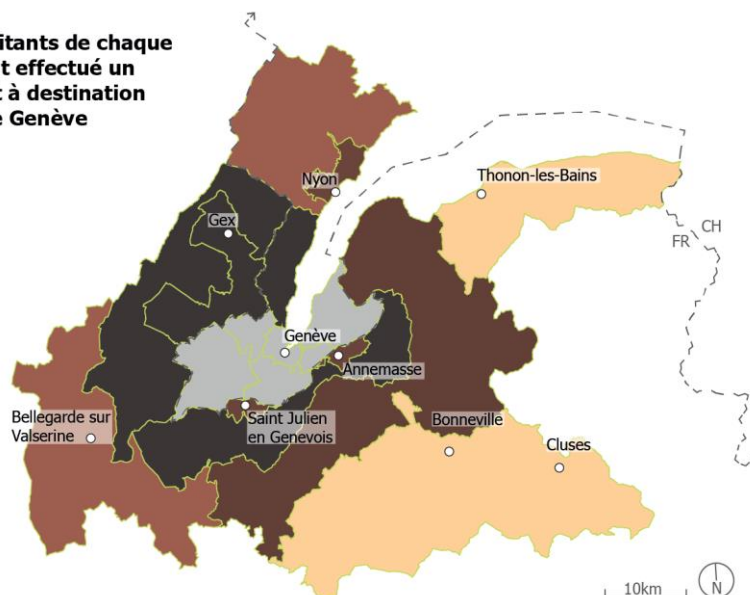 itants de chaque
t effectué un
t à destination
e Genève
Nyon
Thonon-les-Bains
Gex
CH
FR
Genève
Annemasse
Bellegarde sur
Valserine
Saint Julien
en Genevois
Bonneville
Cluses
10km
N